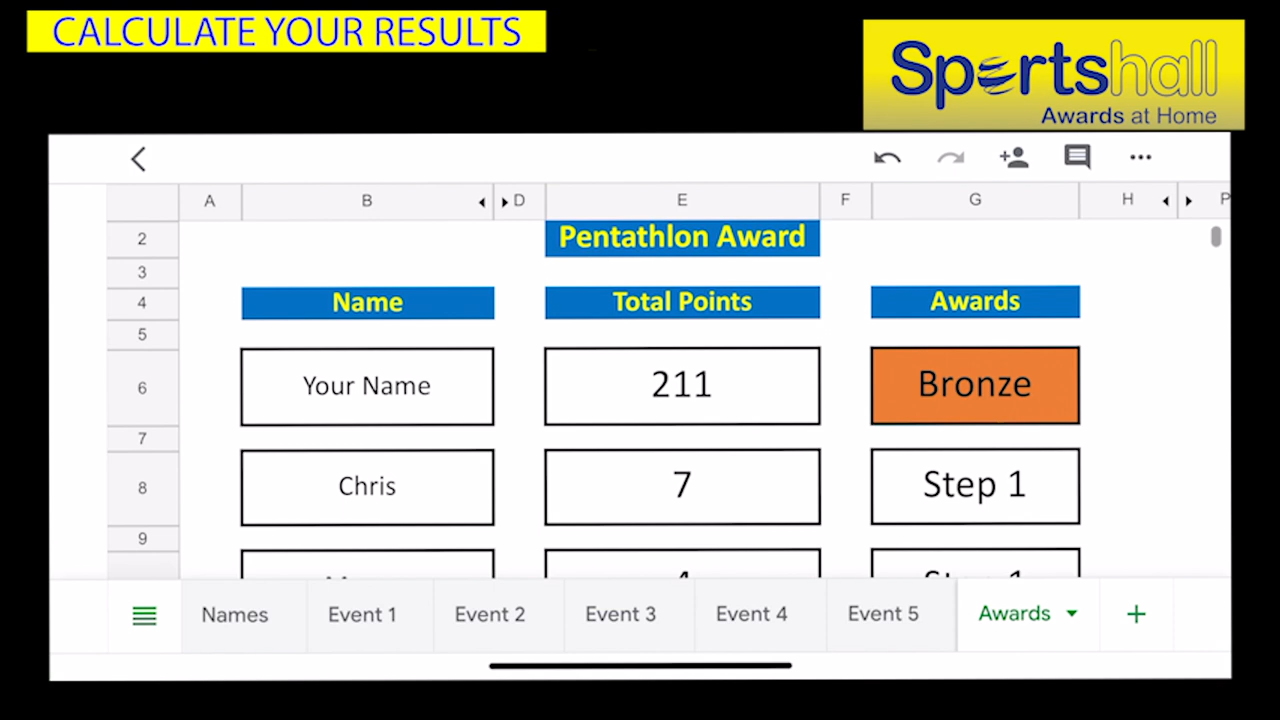 CALCULATE YOUR RESULTS
Sportshall
Awards at Home
A B D E F G H P
2 Pentathlon Award
3
4 Name Total Points Awards
5
6 Your Name 211 Bronze
7
8 Chris 7 Step 1
9
Names Event 1 Event 2 Event 3 Event 4 Event 5 Awards